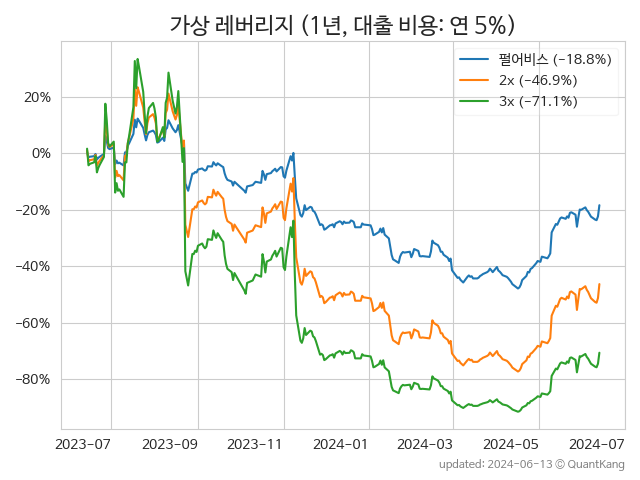 가상 레버리지 (1년, 대출 비용: 연 5%)
펄어비스 (−18.8%)
2x (−46.9%)
3x (−71.1%)
20%
0%
−20%
−40%
−60%
−80%
2023-07 2023-09 2023-11 2024-01 2024-03 2024-05 2024-07
updated: 2024-06-13 © QuantKang